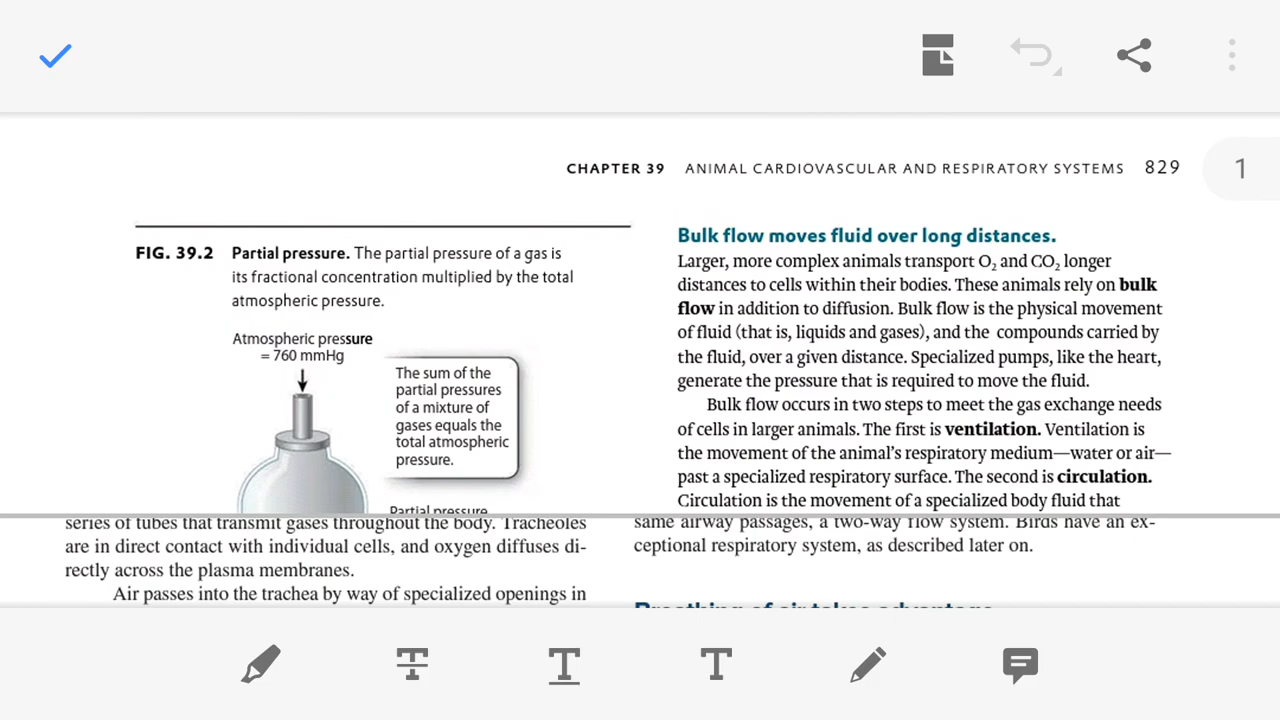 CHAPTER 39 ANIMAL CARDIOVASCULAR AND RESPIRATORY SYSTEMS 829
1
FIG. 39.2 Partial pressure. The partial pressure of a gas is
its fractional concentration multiplied by the total
atmospheric pressure.
Atmospheric pressure
= 760 mmHg
The sum of the
partial pressures
of a mixture of
gases equals the
total atmospheric
pressure.
Partial pressure
Bulk flow moves fluid over long distances.
Larger, more complex animals transport O₂ and CO₂ longer
distances to cells within their bodies. These animals rely on bulk
flow in addition to diffusion. Bulk flow is the physical movement
of fluid (that is, liquids and gases), and the compounds carried by
the fluid, over a given distance. Specialized pumps, like the heart,
generate the pressure that is required to move the fluid.
Bulk flow occurs in two steps to meet the gas exchange needs
of cells in larger animals. The first is ventilation. Ventilation is
the movement of the animal's respiratory medium—water or air—
past a specialized respiratory surface. The second is circulation.
Circulation is the movement of a specialized body fluid that
series of tubes that transmit gases throughout the body. Tracheoles
are in direct contact with individual cells, and oxygen diffuses di-
rectly across the plasma membranes.
Air passes into the trachea by way of specialized openings in
same airway passages, a two-way flow system. Birds have an ex-
ceptional respiratory system, as described later on.
Breathing of air takes advantage